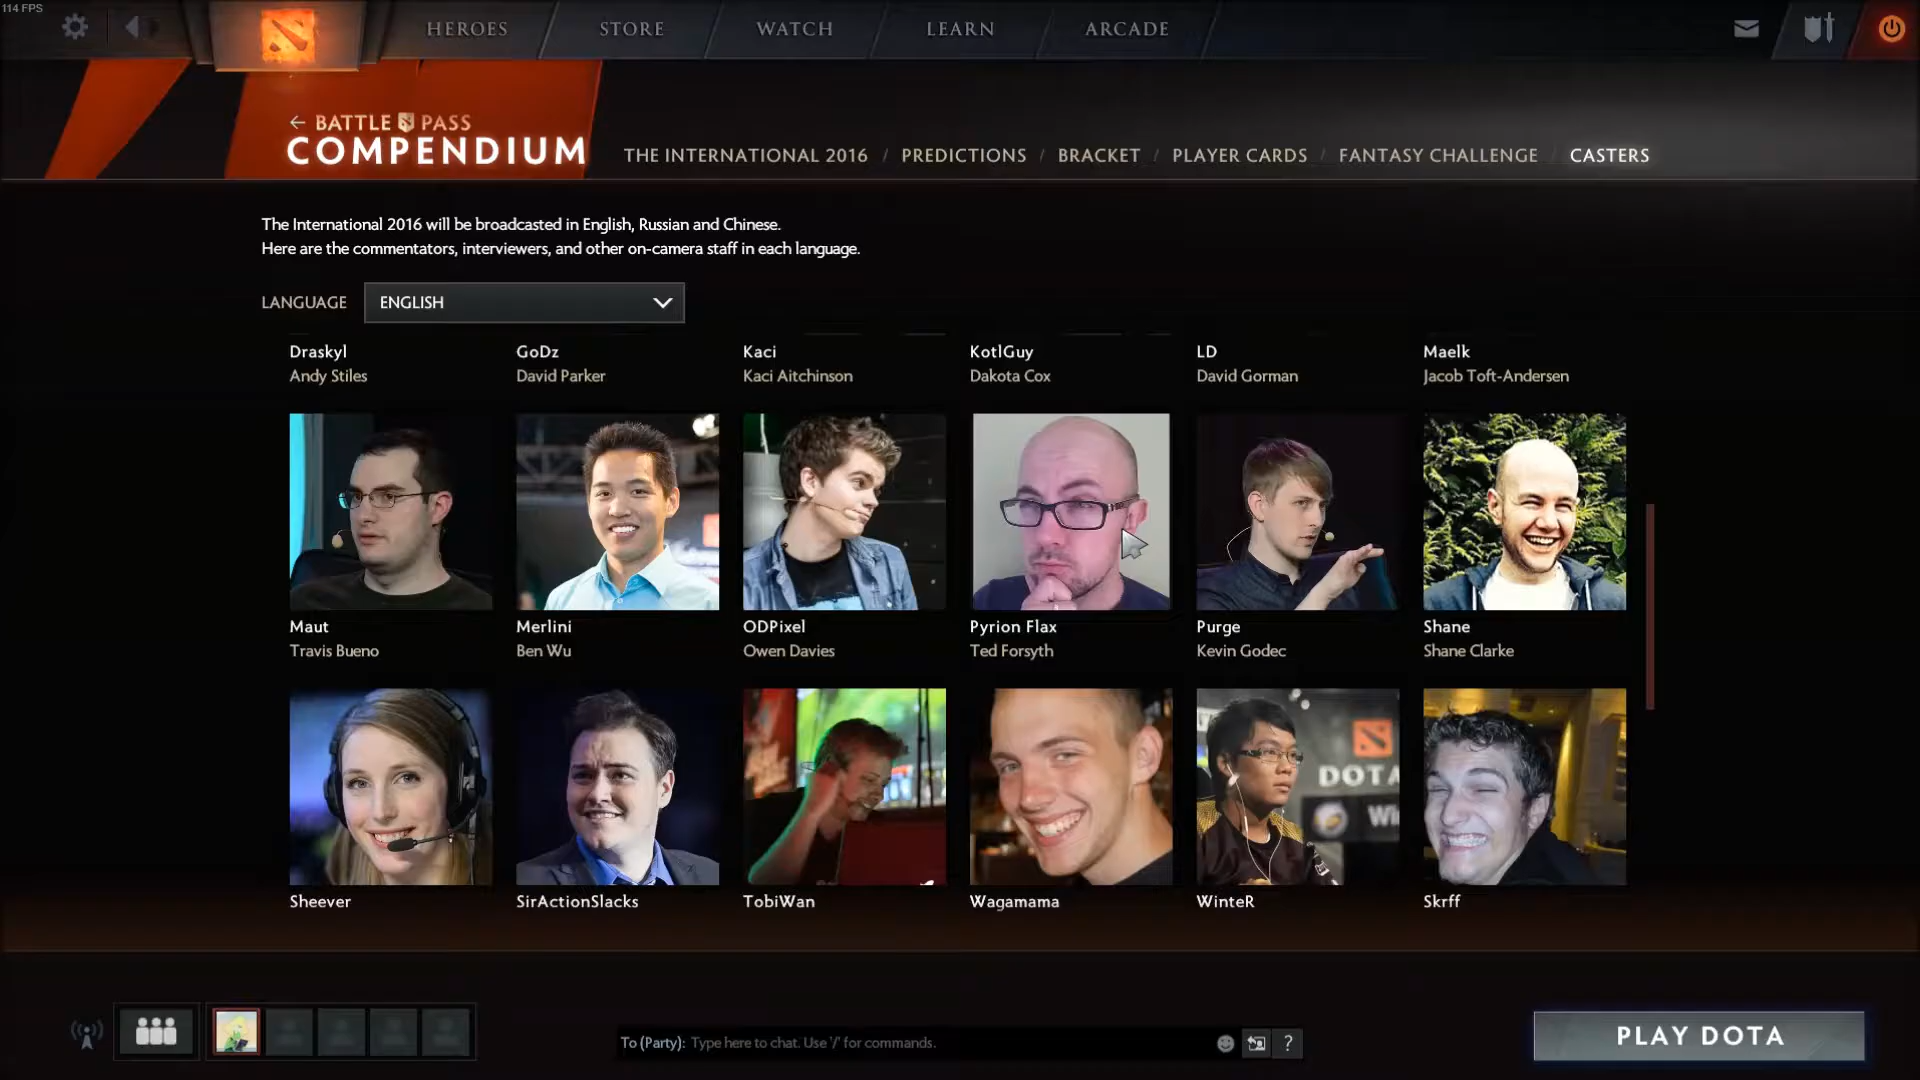 114 FPS
HEROES
STORE
WATCH
LEARN
ARCADE
BATTLE PASS
COMPENDIUM
THE INTERNATIONAL 2016 / PREDICTIONS / BRACKET / PLAYER CARDS / FANTASY CHALLENGE / CASTERS
The International 2016 will be broadcasted in English, Russian and Chinese.
Here are the commentators, interviewers, and other on-camera staff in each language.
LANGUAGE
ENGLISH
Draskyl
Andy Stiles
GoDz
David Parker
Kaci
Kaci Aitchinson
KotlGuy
Dakota Cox
LD
David Gorman
Maelk
Jacob Toft-Andersen
Maut
Travis Bueno
Merlini
Ben Wu
ODPixel
Owen Davies
Pyrion Flax
Ted Forsyth
Purge
Kevin Godec
Shane
Shane Clarke
DOTA
Wi
Sheever
SirActionSlacks
TobiWan
Wagamama
WinteR
Skrff
To (Party): Type here to chat. Use '/' for commands.
?
PLAY DOTA